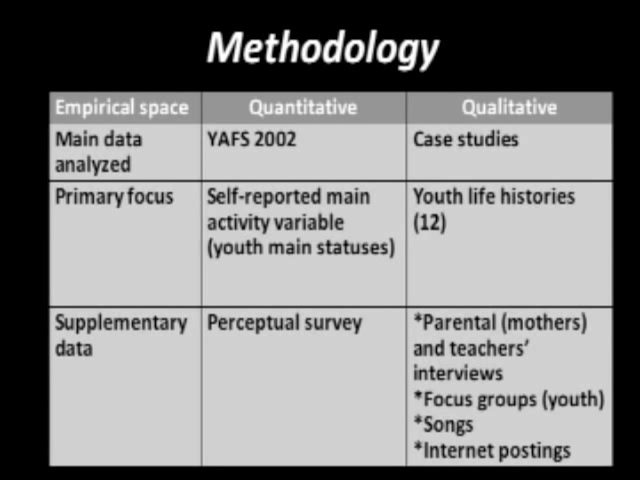 Methodology
Empirical space Quantitative Qualitative
Main data analyzed YAFS 2002 Case studies
Primary focus Self-reported main activity variable (youth main statuses) Youth life histories (12)
Supplementary data Perceptual survey *Parental (mothers) and teachers' interviews
*Focus groups (youth)
*Songs
*Internet postings